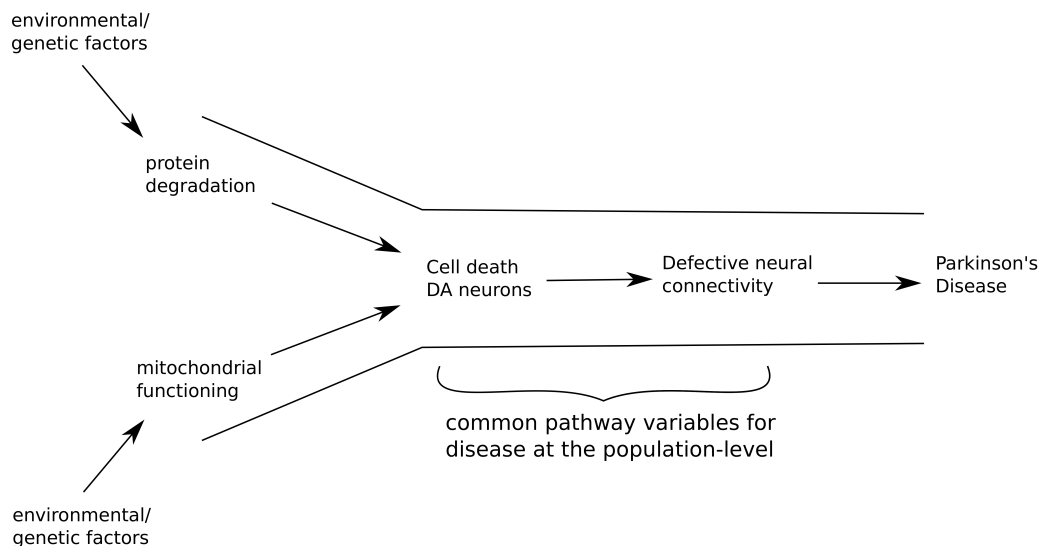 environmental/
genetic factors
protein
degradation
Cell death
DA neurons
Defective neural
connectivity
Parkinson's
Disease
mitochondrial
functioning
common pathway variables for
disease at the population-level
environmental/
genetic factors